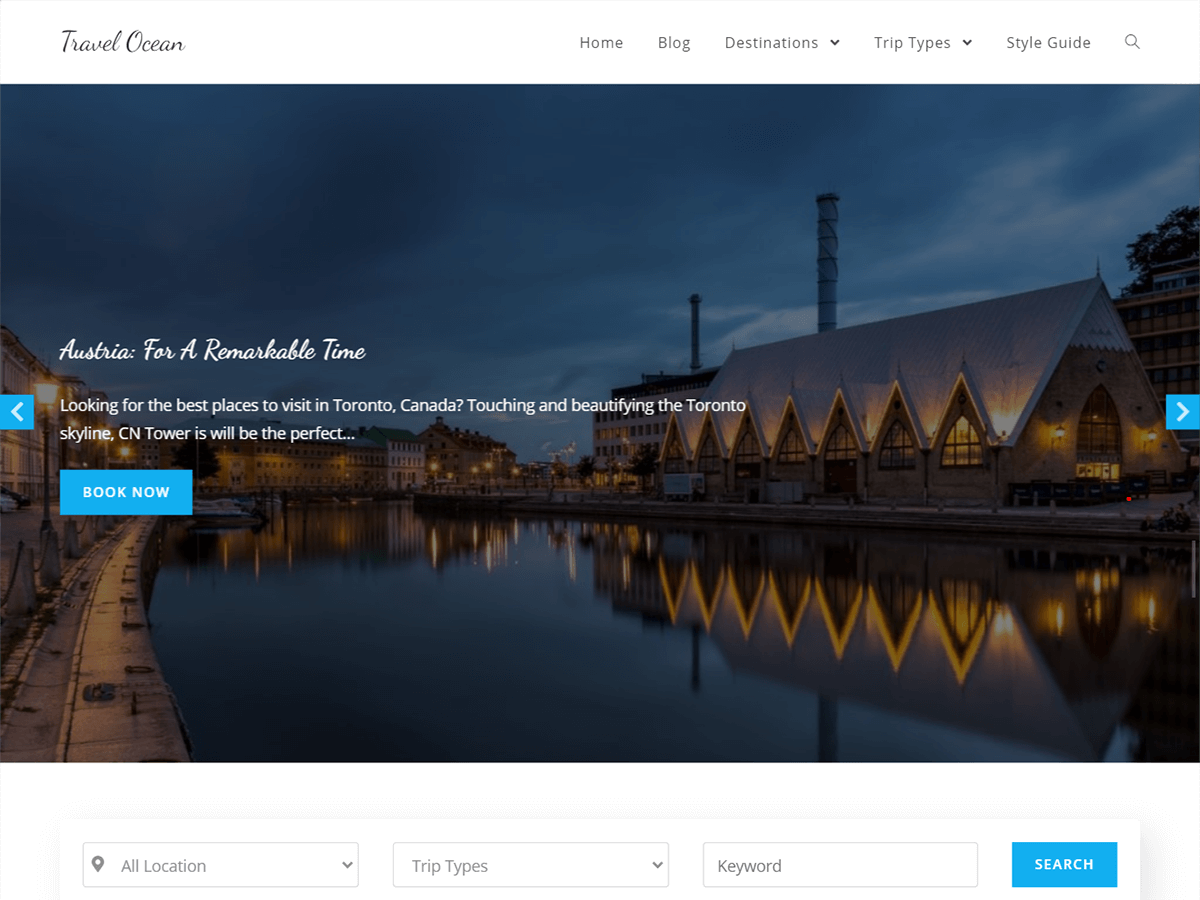 Travel Ocean
Home Blog Destinations Trip Types Style Guide
Austria: For A Remarkable Time
Looking for the best places to visit in Toronto, Canada? Touching and beautifying the Toronto
skyline, CN Tower is will be the perfect...
BOOK NOW
All Location Trip Types Keyword SEARCH